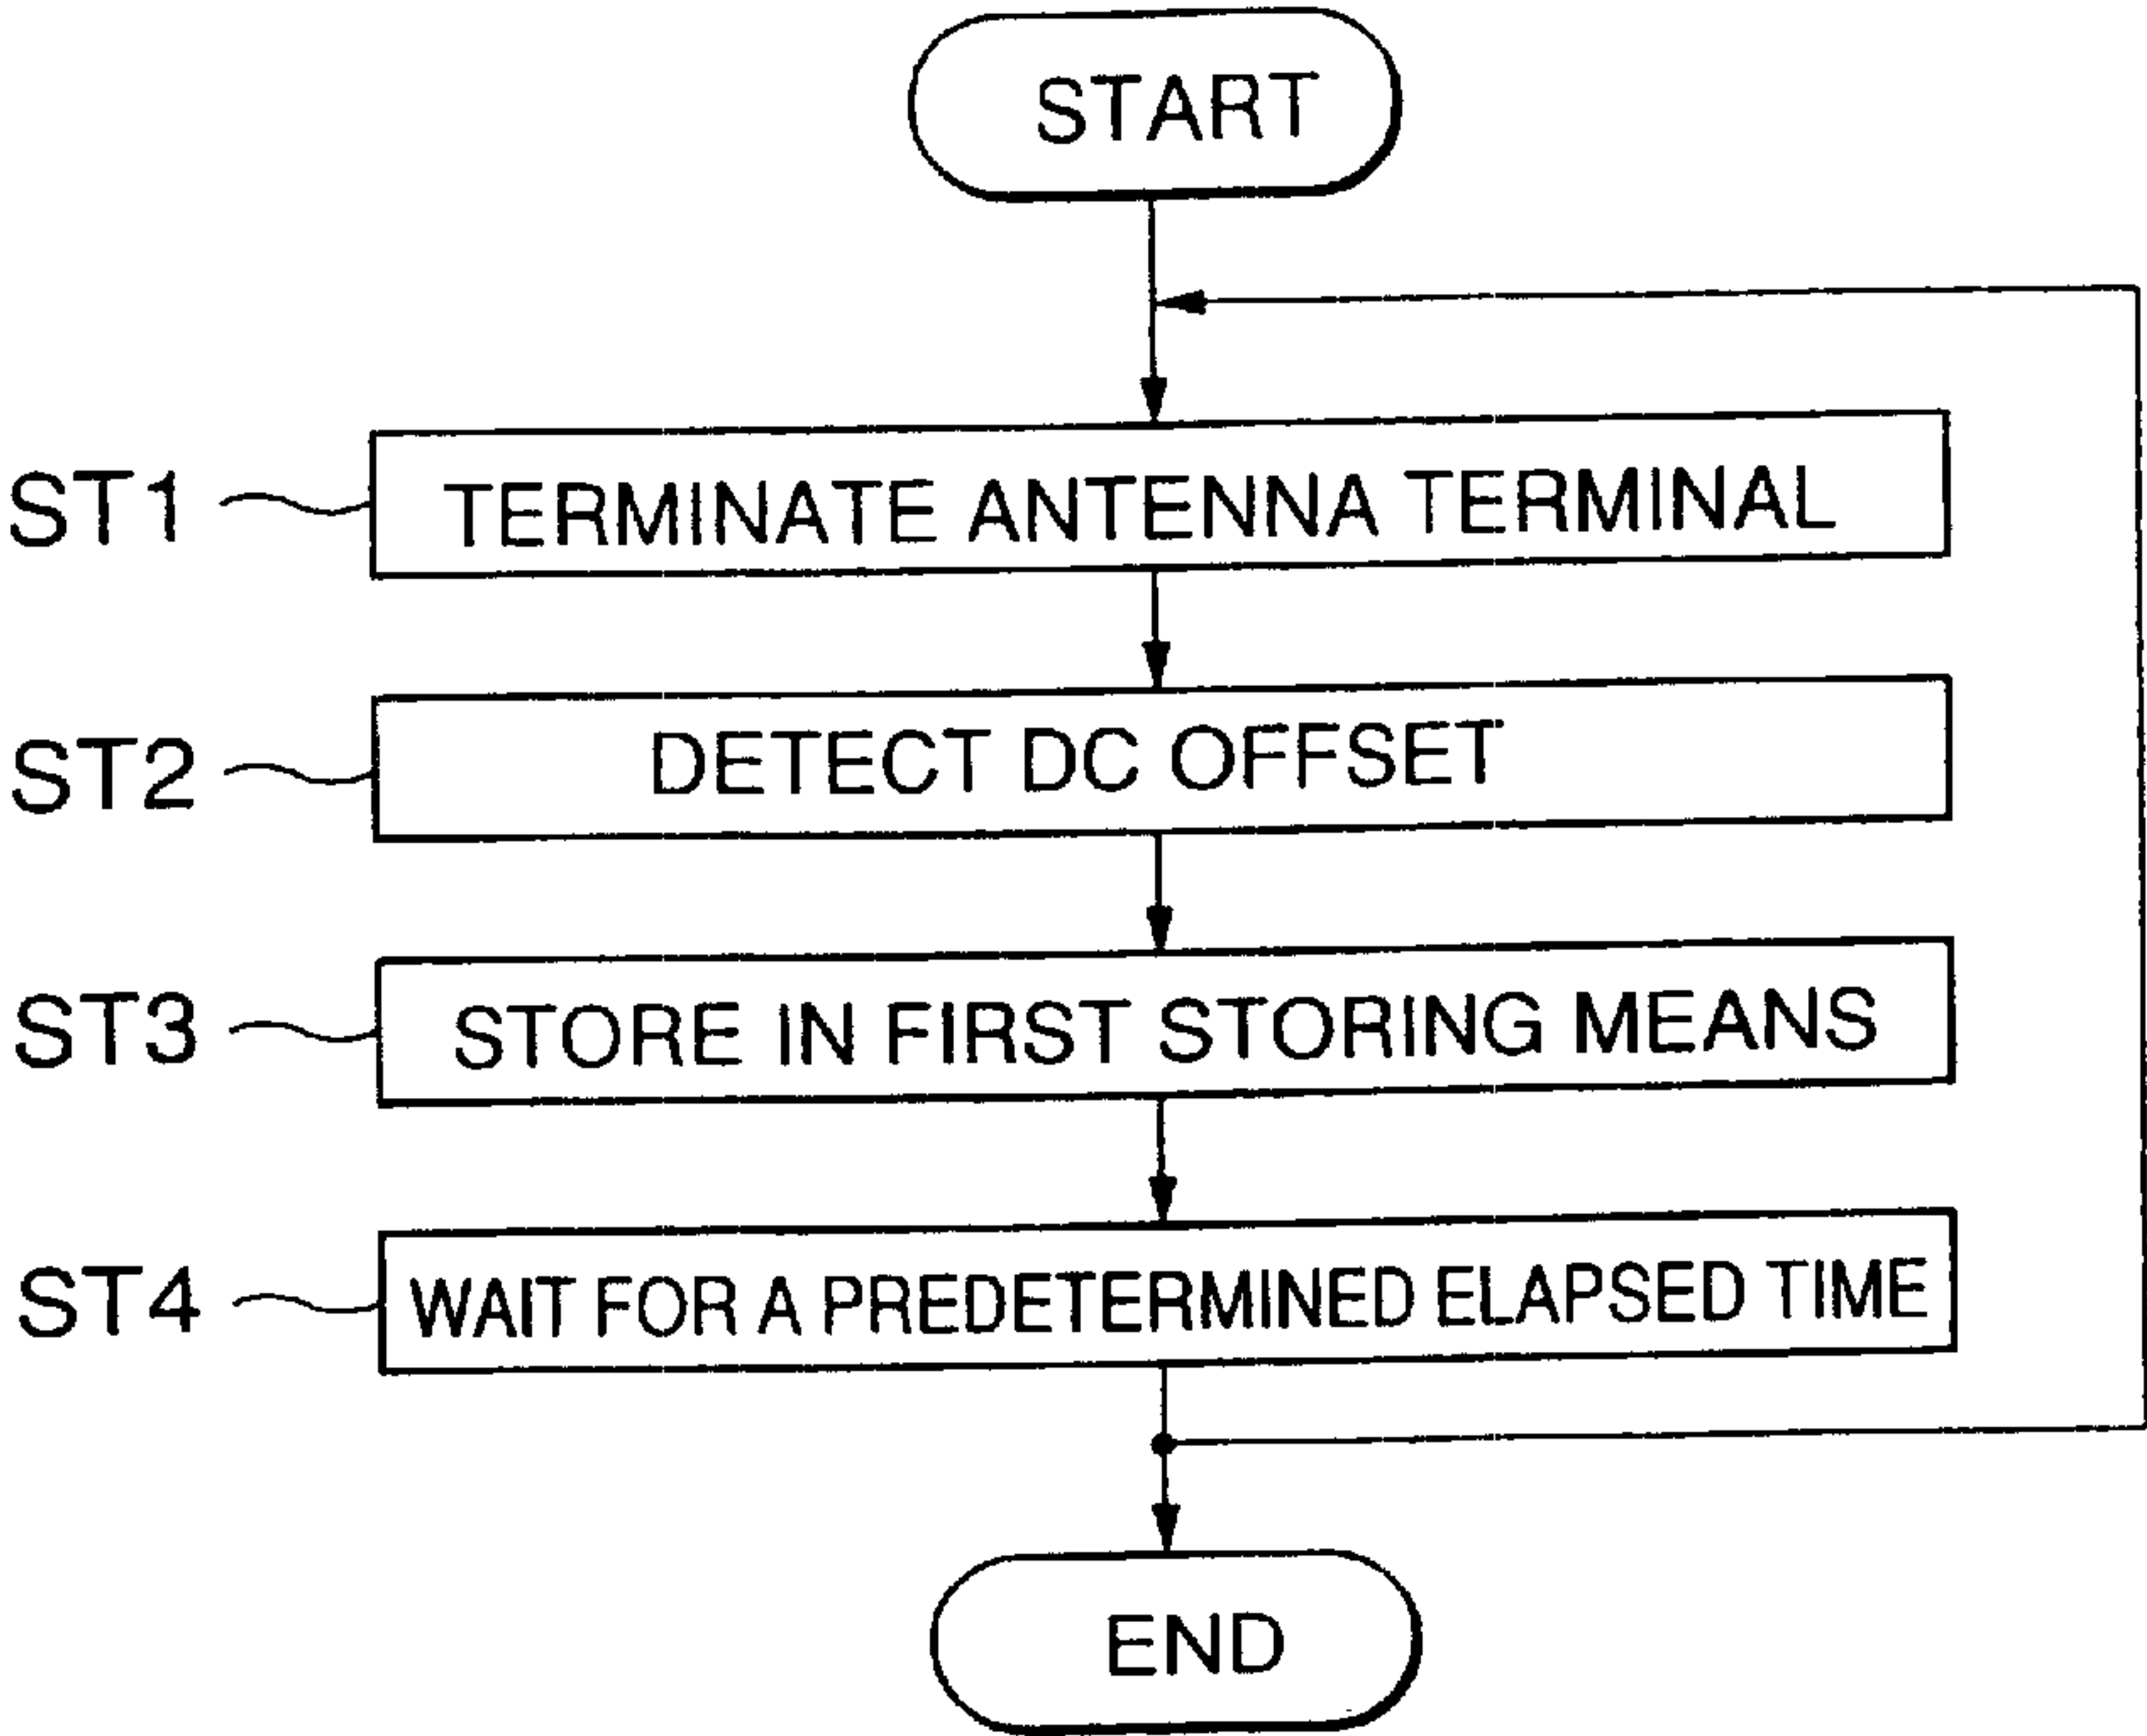 START
ST1 TERMINATE ANTENNA TERMINAL
ST2 DETECT DC OFFSET
ST3 STORE IN FIRST STORING MEANS
ST4 WAIT FOR A PREDETERMINED ELAPSED TIME
END